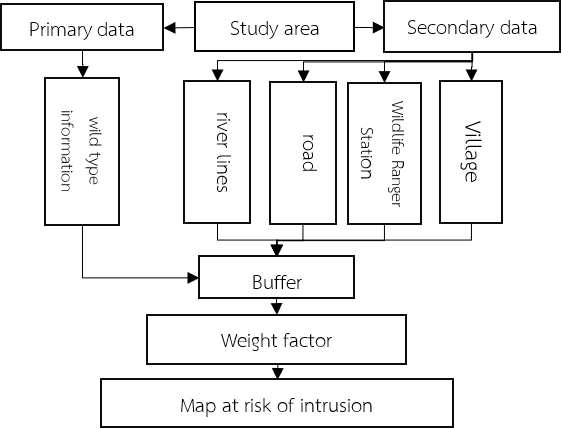 Primary data
Study area
Secondary data
wild type
information
river lines
road
Wildlife Ranger
Station
Village
Buffer
Weight factor
Map at risk of intrusion